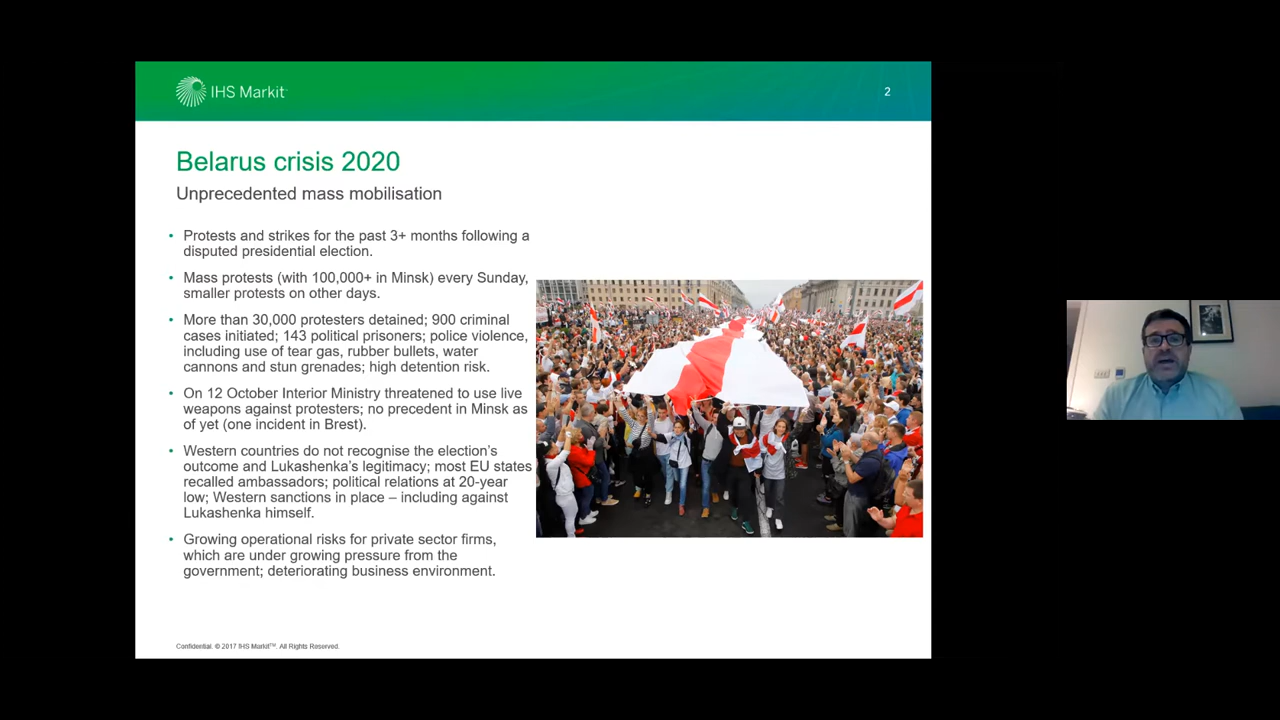 IHS Markit
2
Belarus crisis 2020
Unprecedented mass mobilisation
• Protests and strikes for the past 3+ months following a
disputed presidential election.
• Mass protests (with 100,000+ in Minsk) every Sunday,
smaller protests on other days.
• More than 30,000 protesters detained; 900 criminal
cases initiated; 143 political prisoners; police violence,
including use of tear gas, rubber bullets, water
cannons and stun grenades; high detention risk.
• On 12 October Interior Ministry threatened to use live
weapons against protesters; no precedent in Minsk as
of yet (one incident in Brest).
• Western countries do not recognise the election’s
outcome and Lukashenka’s legitimacy; most EU states
recalled ambassadors; political relations at 20-year
low; Western sanctions in place – including against
Lukashenka himself.
• Growing operational risks for private sector firms,
which are under growing pressure from the
government; deteriorating business environment.
Confidential. © 2017 IHS Markit™. All Rights Reserved.